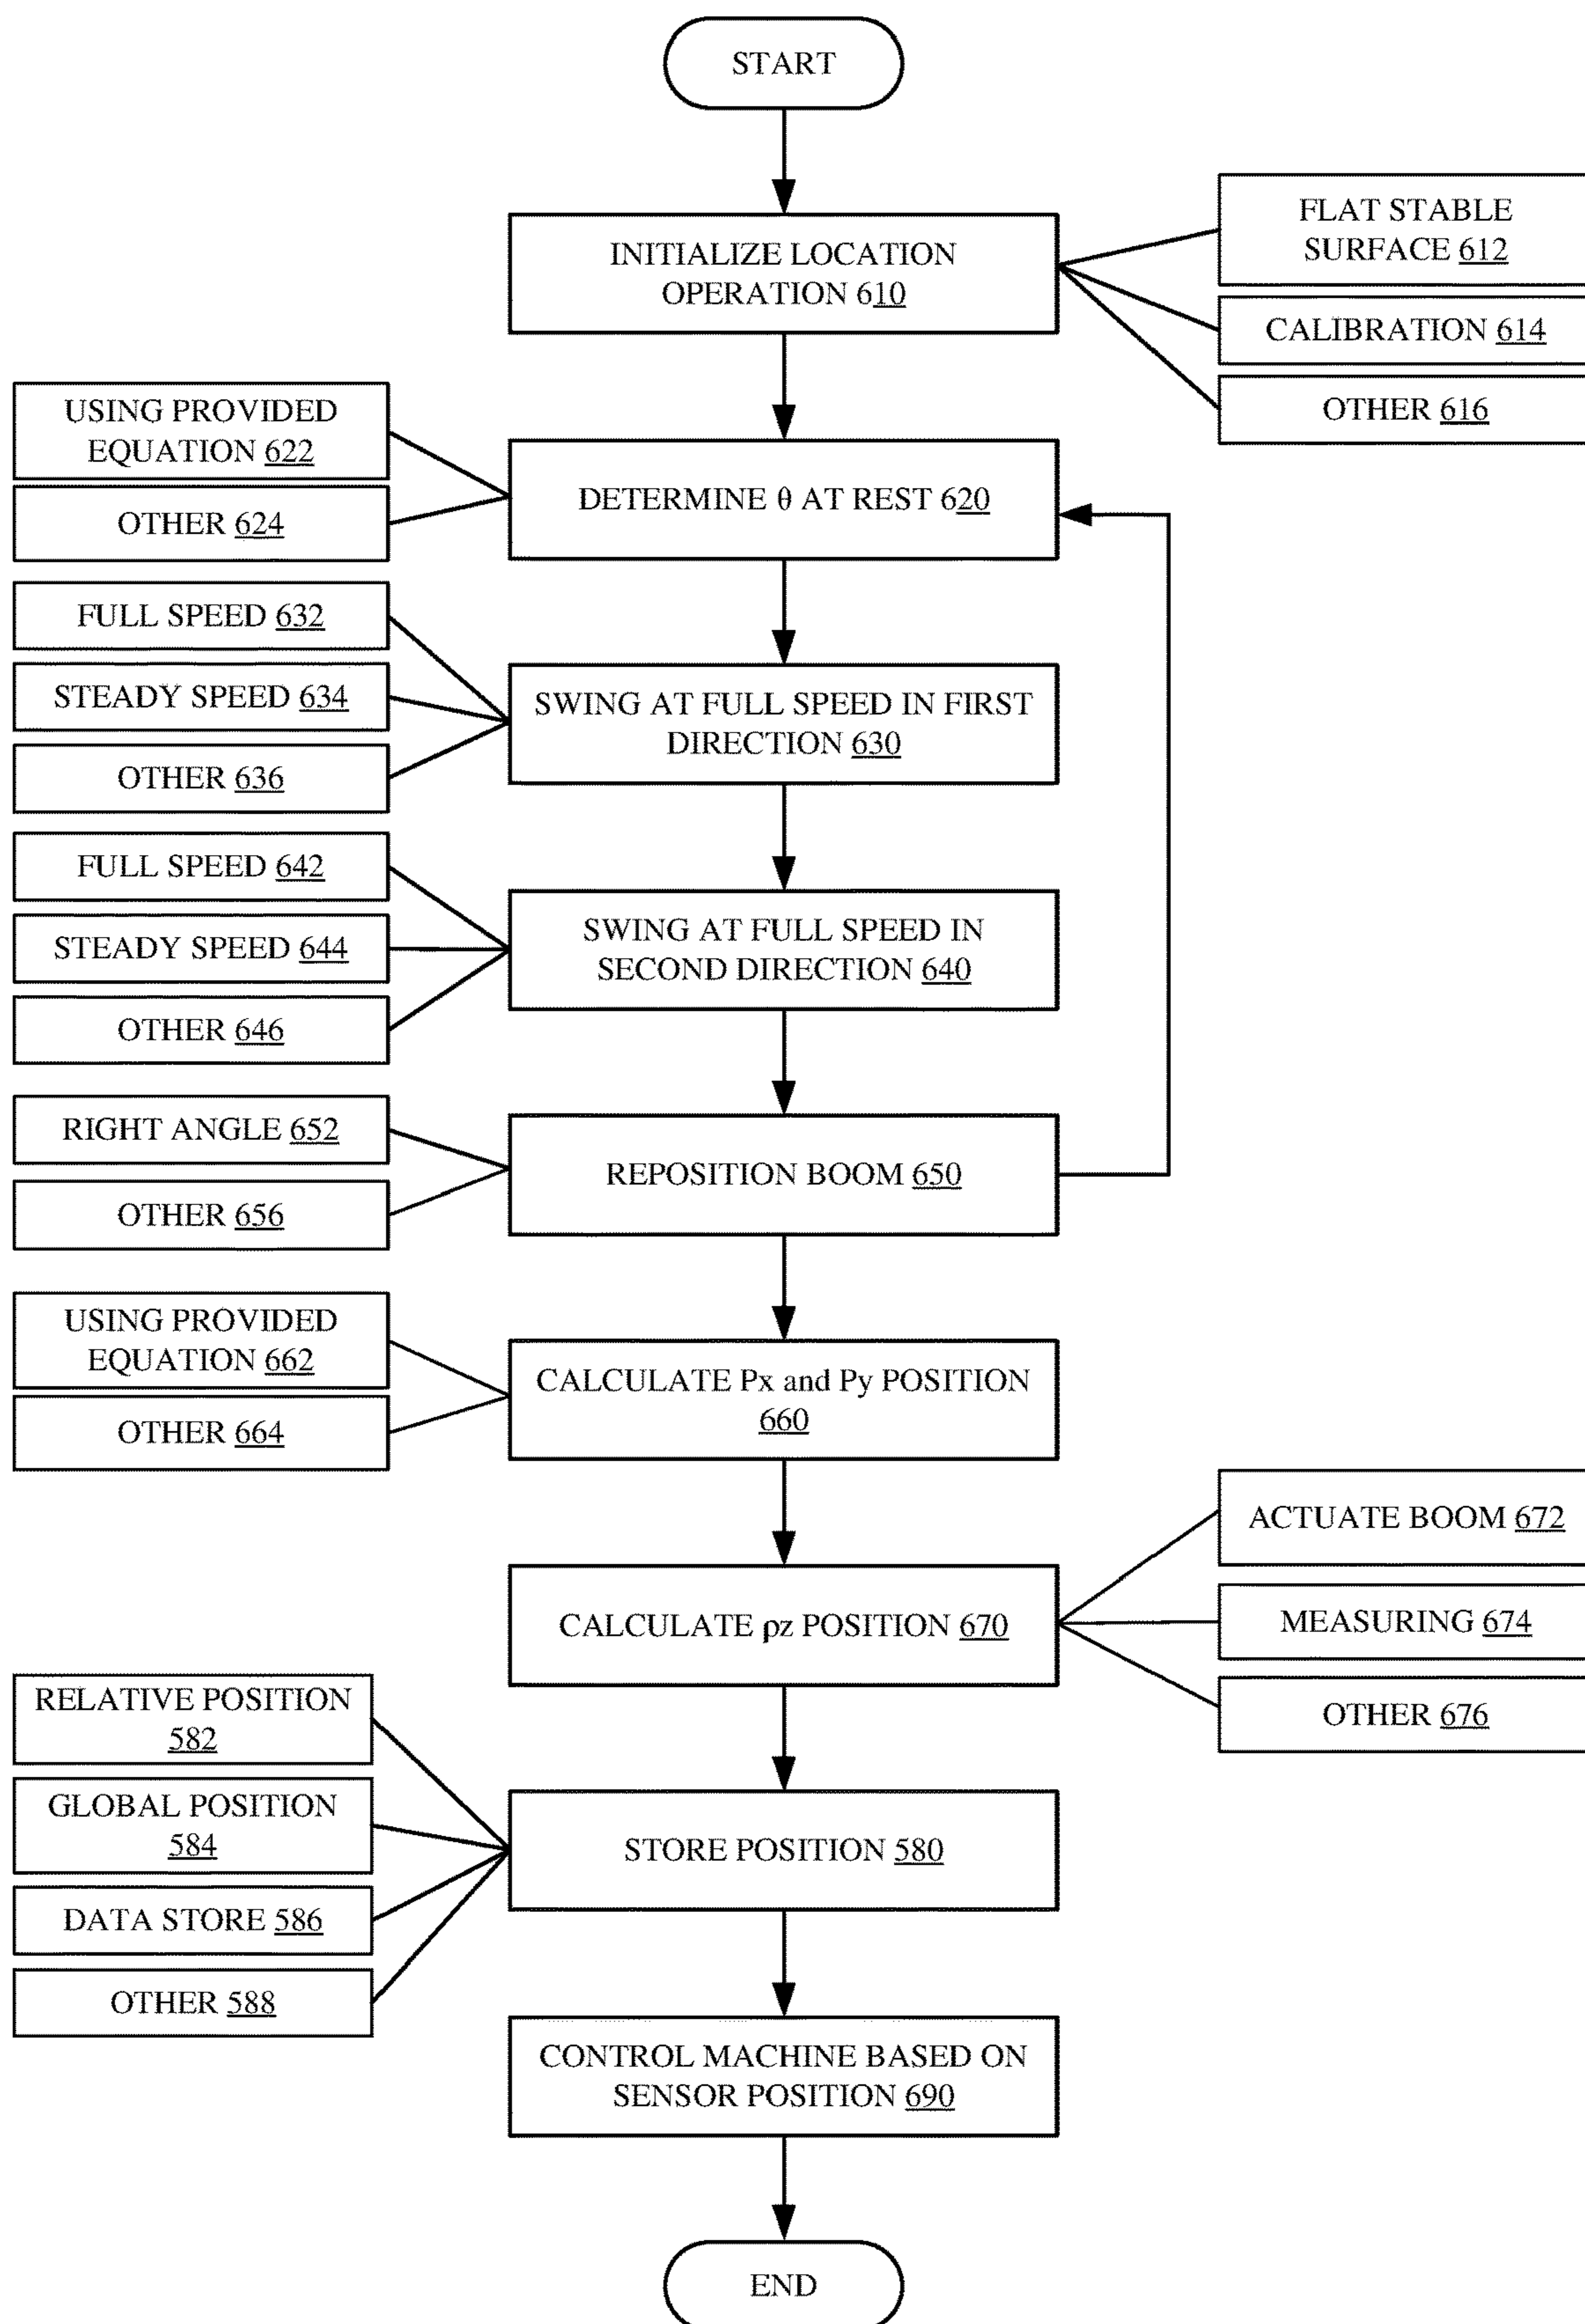 START
INITIALIZE LOCATION
OPERATION 610
FLAT STABLE
SURFACE 612
CALIBRATION 614
OTHER 616
USING PROVIDED
EQUATION 622
OTHER 624
DETERMINE θ AT REST 620
FULL SPEED 632
STEADY SPEED 634
OTHER 636
SWING AT FULL SPEED IN FIRST
DIRECTION 630
FULL SPEED 642
STEADY SPEED 644
OTHER 646
SWING AT FULL SPEED IN
SECOND DIRECTION 640
RIGHT ANGLE 652
OTHER 656
REPOSITION BOOM 650
USING PROVIDED
EQUATION 662
OTHER 664
CALCULATE Px and Py POSITION
660
CALCULATE ρz POSITION 670
ACTUATE BOOM 672
MEASURING 674
OTHER 676
RELATIVE POSITION
582
GLOBAL POSITION
584
DATA STORE 586
OTHER 588
STORE POSITION 580
CONTROL MACHINE BASED ON
SENSOR POSITION 690
END